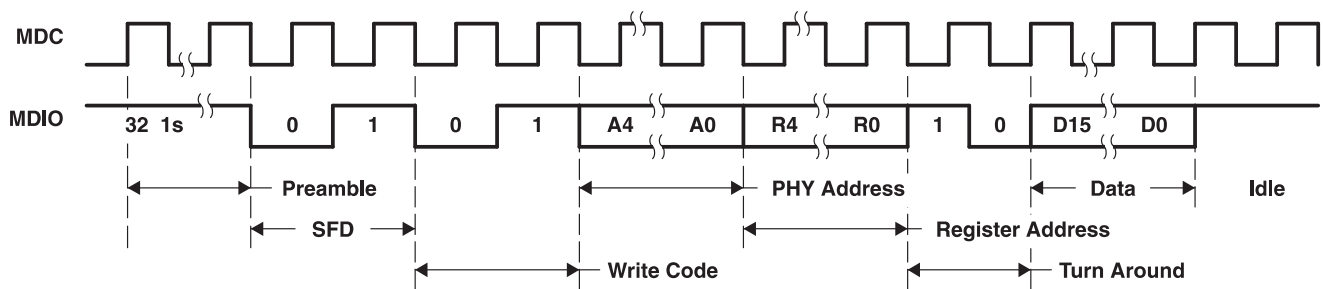 MDC
MDIO
32 1s 0 1 0 1 A4 A0 R4 R0 1 0 D15 D0
Preamble PHY Address Data Idle
SFD Register Address
Write Code Turn Around